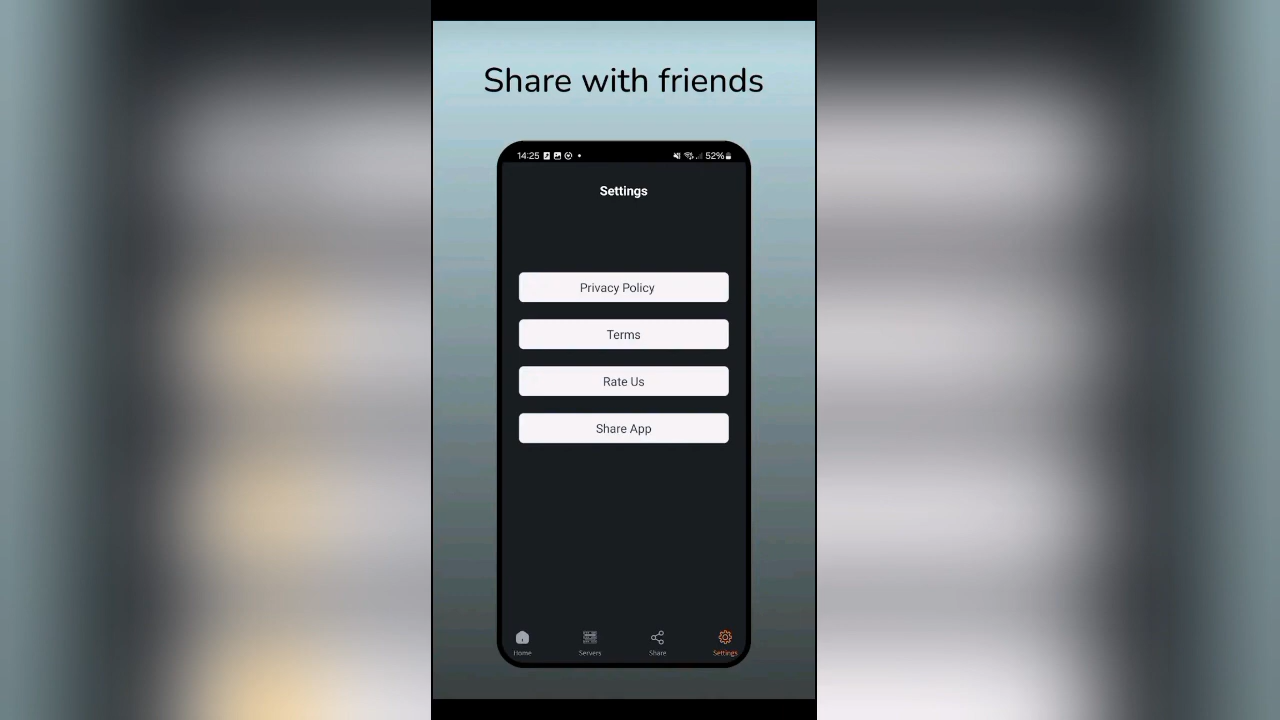 Share with friends
14:25
52%
Settings
Privacy Policy
Terms
Rate Us
Share App
Home
Servers
Share
Settings